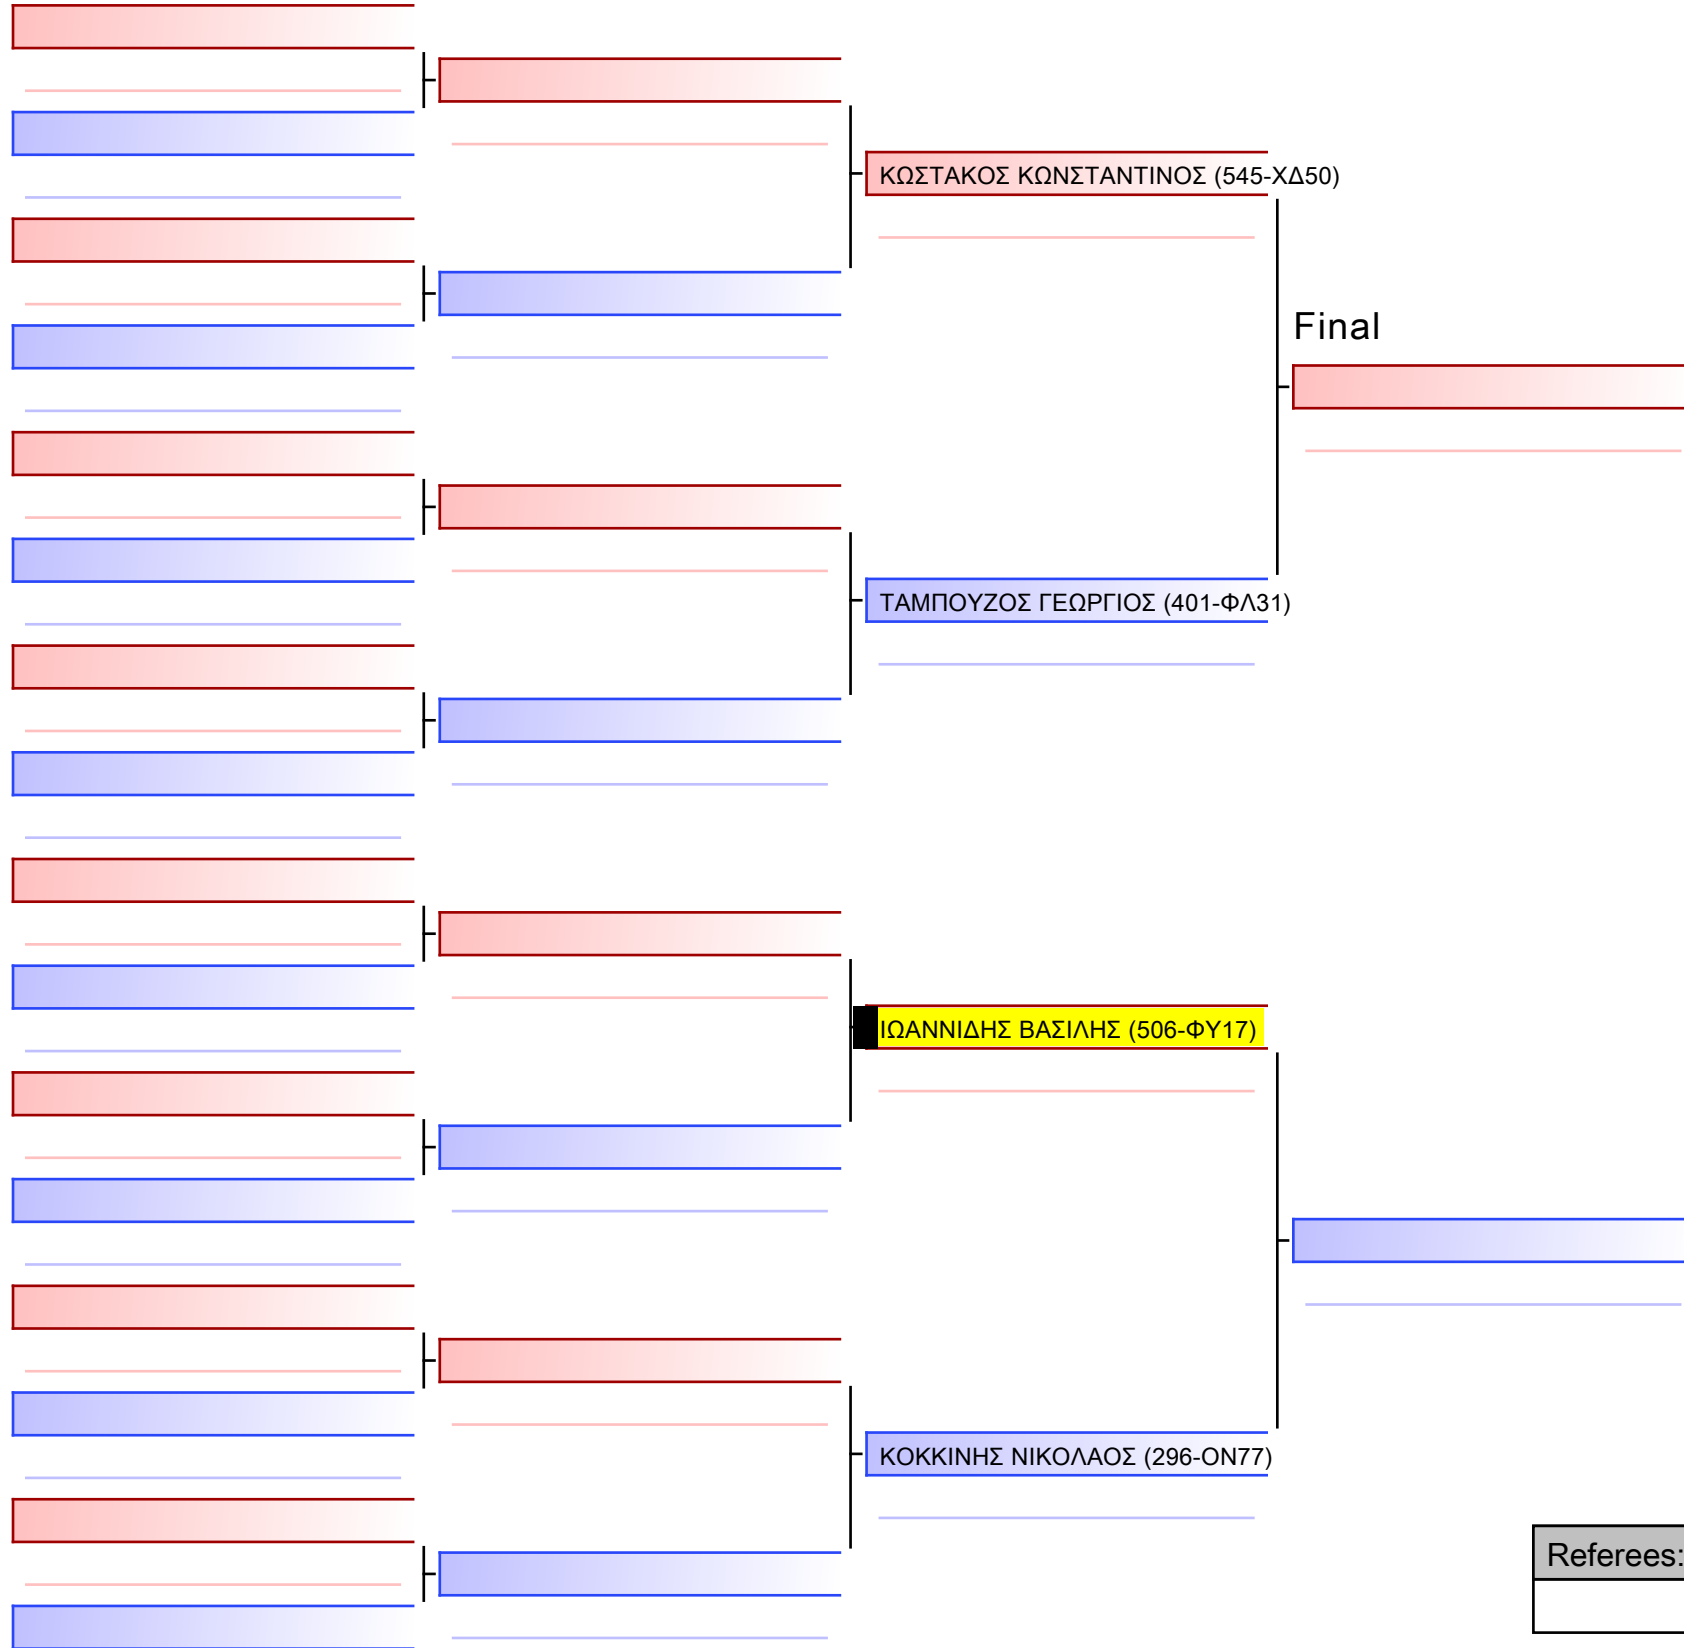 ΚΩΣΤΑΚΟΣ ΚΩΝΣΤΑΝΤΙΝΟΣ (545-ΧΔ50)
Final
ΤΑΜΠΟΥΖΟΣ ΓΕΩΡΓΙΟΣ (401-ΦΛ31)
ΙΩΑΝΝΙΔΗΣ ΒΑΣΙΛΗΣ (506-ΦΥ17)
ΚΟΚΚΙΝΗΣ ΝΙΚΟΛΑΟΣ (296-ΟΝ77)
Referees: